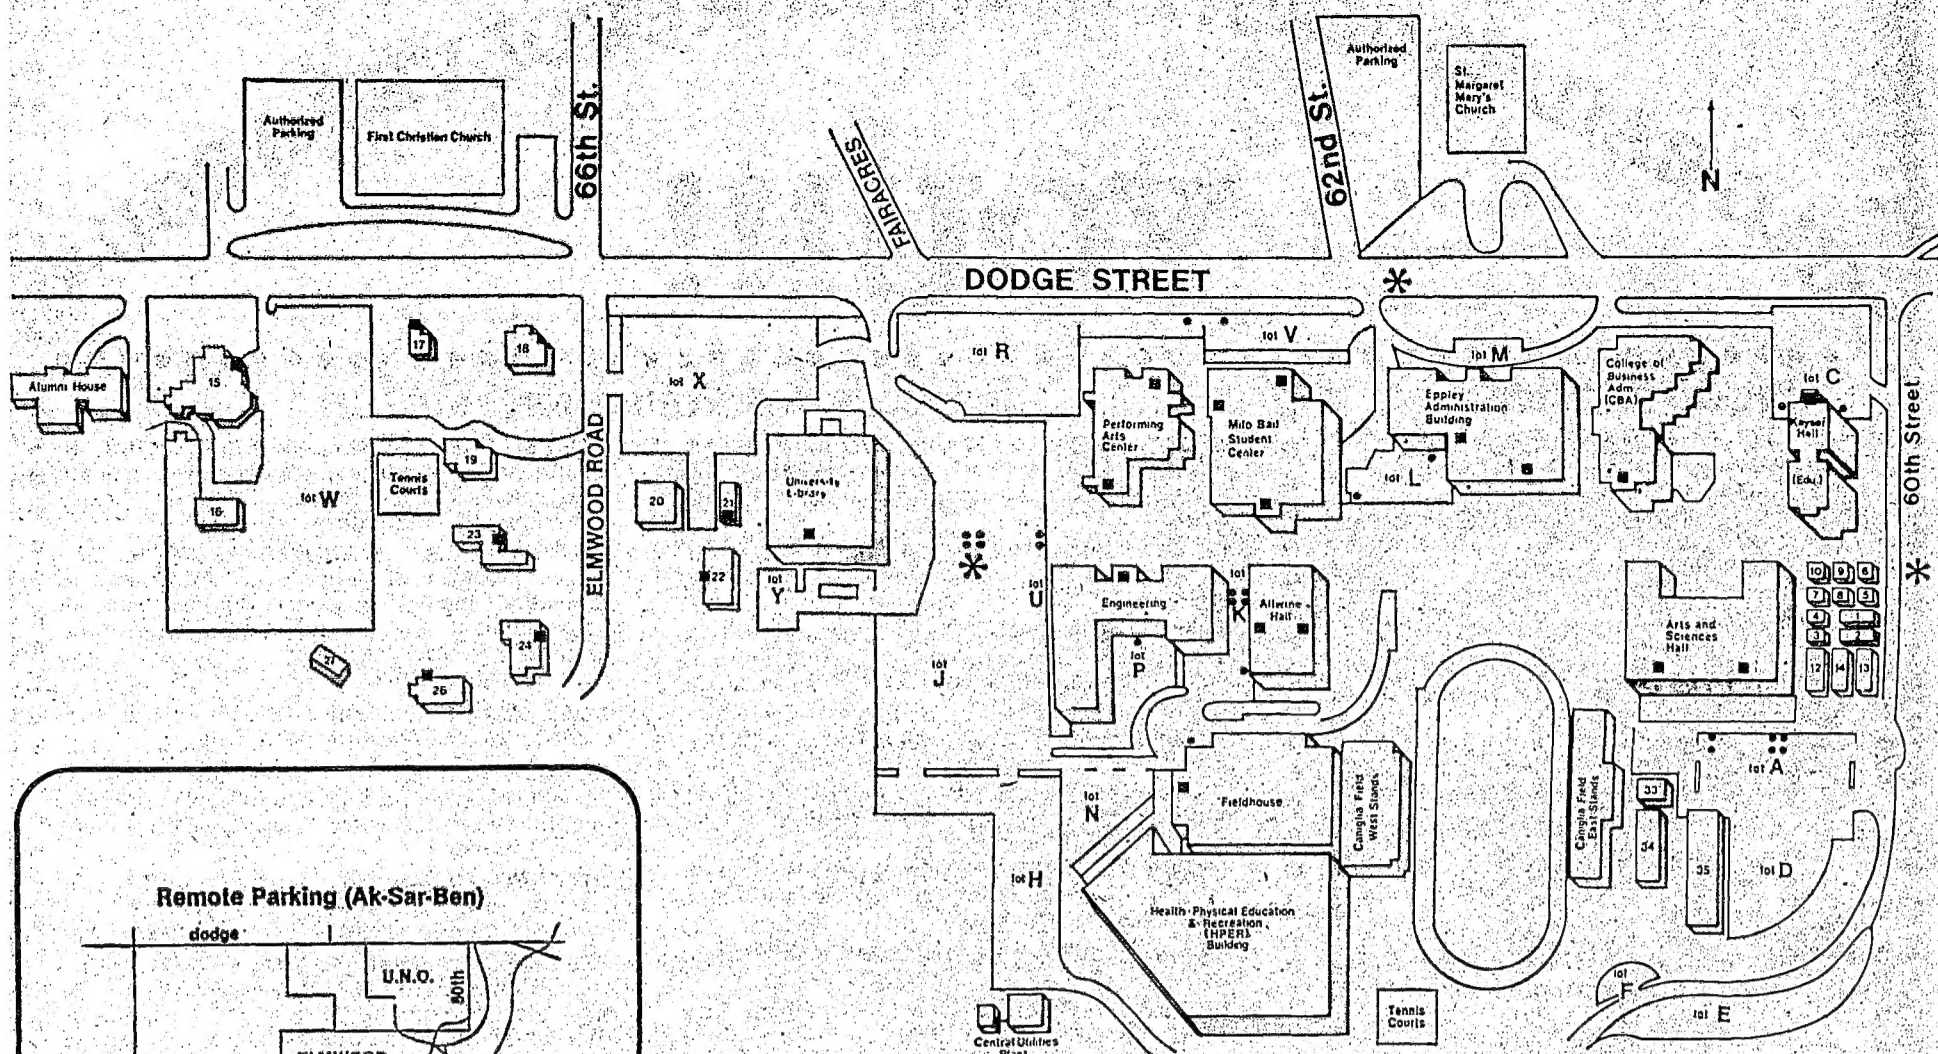 Authorized
Parking
First Christian Church
66th St.
FAIRACRES
62nd St.
Authorized
Parking
St.
Margaret
Mary's
Church
N
DODGE STREET
Alumni House
15
16
17
18
19
lot W
Tennis
Courts
23
24
26
ELMWOOD ROAD
lot X
20
21
22
University
Library
lot
Y
lot R
lot V
lot M
lot C
Performing
Arts
Center
Milo Bail
Student
Center
Eppley
Administration
Building
lot L
College of
Business
Adm
(CBA)
Kayser
Hall
(Edu.)
60th Street
lot
U
Engineering
lot
K
Allwine
Hall
lot
P
lot
J
Arts and
Sciences
Hall
10 9 6
7 8 5
4 1
3 2
12 14 13
lot A
lot
N
Fieldhouse
Caniglia Field
West Stands
Caniglia Field
East Stands
33
34
35
lot D
lot H
Health-Physical Education
& Recreation
(HPER)
Building
lot
F
lot E
Tennis
Courts
Central Utilities
Plant
Remote Parking (Ak-Sar-Ben)
dodge
U.N.O.
60th
ELMWOOD